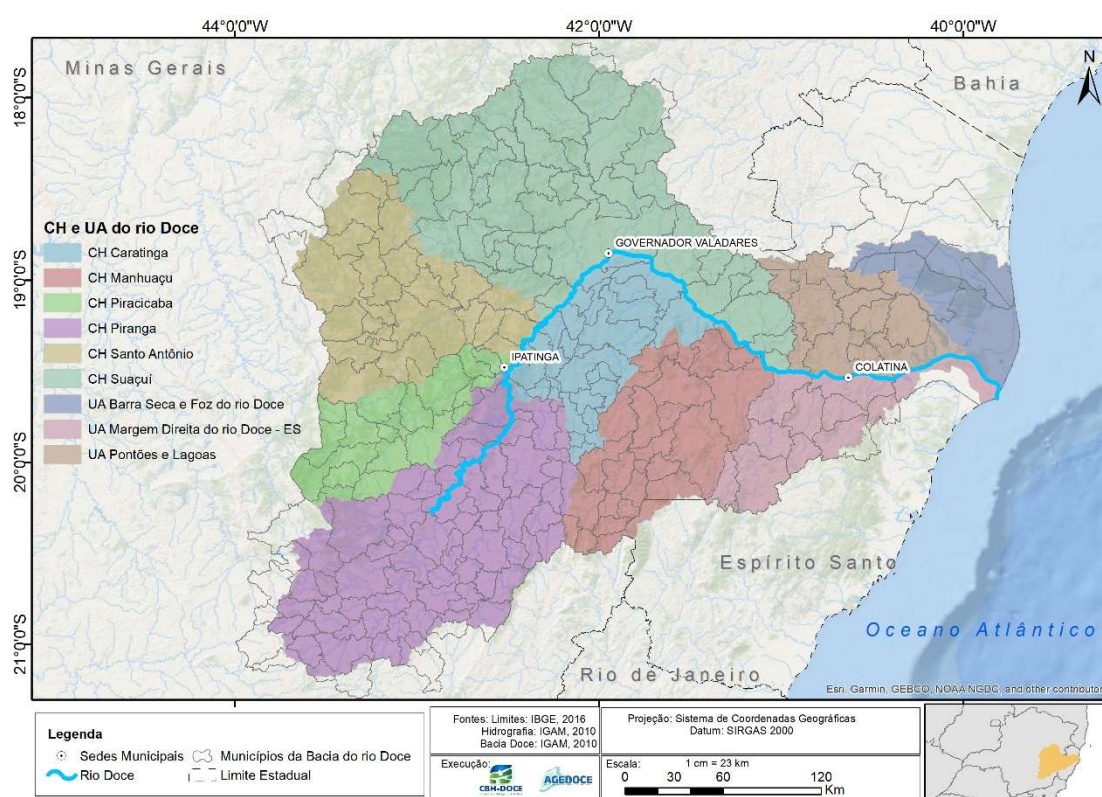 44°0'0"W
42°0'0"W
40°0'0"W
18°0'0"S
19°0'0"S
20°0'0"S
21°0'0"S
Minas Gerais
Bahia
N
CH e UA do rio Doce
CH Caratinga
CH Manhuaçu
CH Piracicaba
CH Piranga
CH Santo Antônio
CH Suaçuí
UA Barra Seca e Foz do rio Doce
UA Margem Direita do rio Doce - ES
UA Pontões e Lagoas
GOVERNADOR VALADARES
IPATINGA
COLATINA
Espírito Santo
Oceano Atlântico
Rio de Janeiro
Esri, Garmin, GEBCO, NOAA NGDC, and other contributor
Legenda
Sedes Municipais
Municípios da Bacia do rio Doce
Rio Doce
Limite Estadual
Fontes: Limites: IBGE, 2016
Hidrografia: IGAM, 2010
Bacia Doce: IGAM, 2010
Execução:
CBH-DOCE
AGEDOCE
Projeção: Sistema de Coordenadas Geográficas
Datum: SIRGAS 2000
Escala:
1 cm = 23 km
0 30 60 120
Km